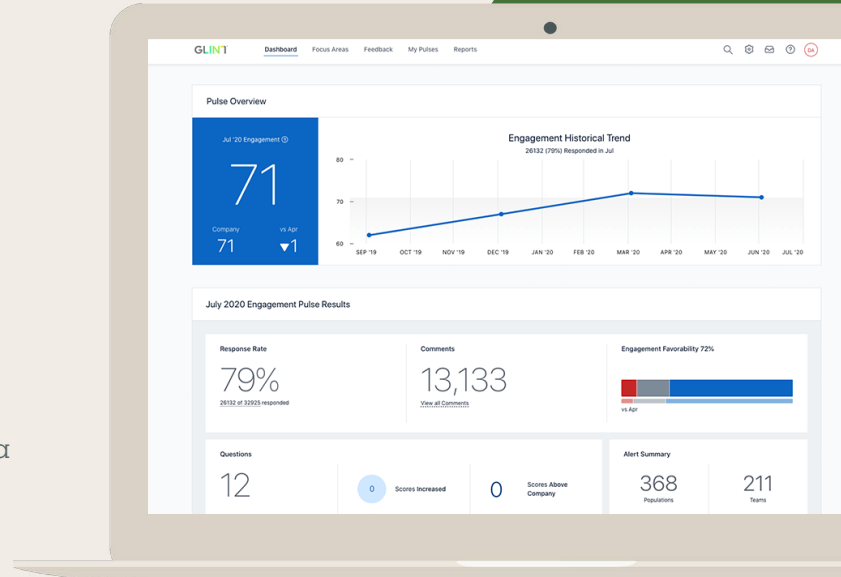 GLINT
Dashboard Focus Areas Feedback My Pulses Reports
DA
Pulse Overview
Jul '20 Engagement ?
71
Company vs Apr
71 ▼1
Engagement Historical Trend
26132 (79%) Responded in Jul
80
70
60
SEP '19 OCT '19 NOV '19 DEC '19 JAN '20 FEB '20 MAR '20 APR '20 MAY '20 JUN '20 JUL '20
July 2020 Engagement Pulse Results
Response Rate
79%
26132 of 32925 responded
Comments
13,133
View all Comments
Engagement Favorability 72%
vs Apr
Questions
12
0 Scores Increased
0 Scores Above
Company
Alert Summary
368
Populations
211
Teams
a